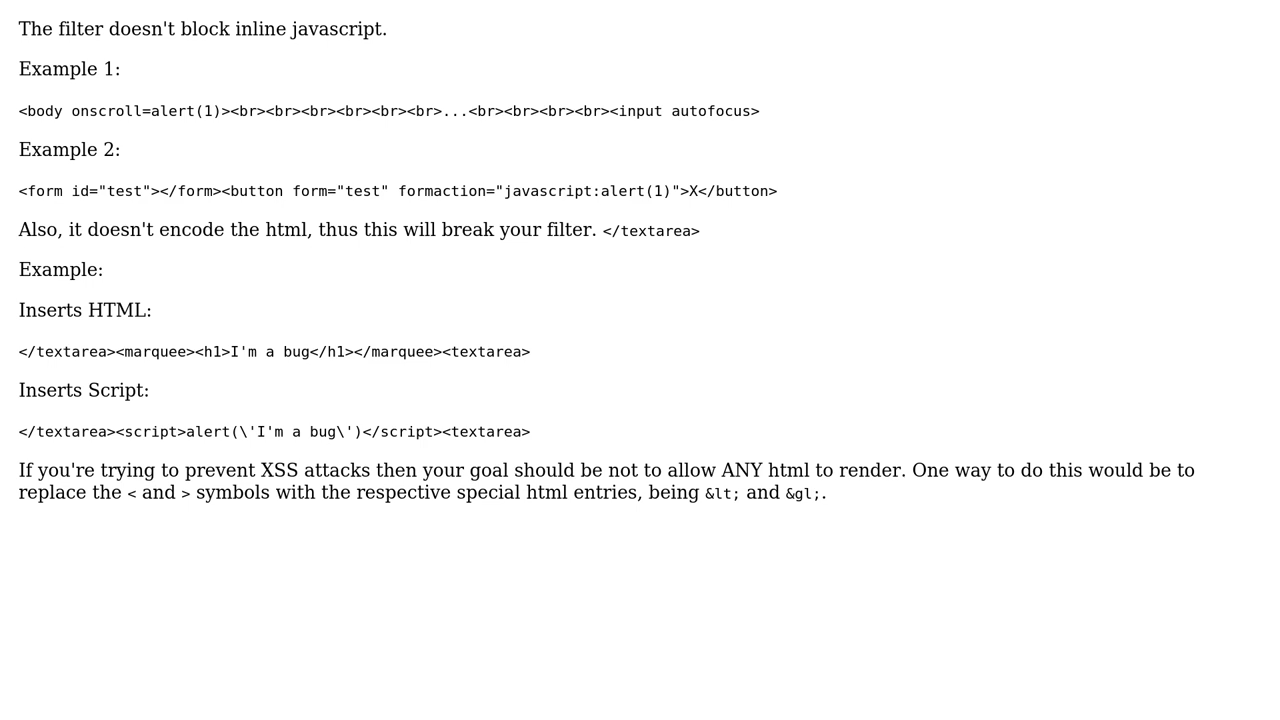 The filter doesn't block inline javascript.
Example 1:
<body onscroll=alert(1)><br><br><br><br><br><br>...<br><br><br><br><input autofocus>
Example 2:
<form id="test"></form><button form="test" formaction="javascript:alert(1)">X</button>
Also, it doesn't encode the html, thus this will break your filter. </textarea>
Example:
Inserts HTML:
</textarea><marquee><h1>I'm a bug</h1></marquee><textarea>
Inserts Script:
</textarea><script>alert(\'I'm a bug\')</script><textarea>
If you're trying to prevent XSS attacks then your goal should be not to allow ANY html to render. One way to do this would be to
replace the < and > symbols with the respective special html entries, being &lt; and &gl;.